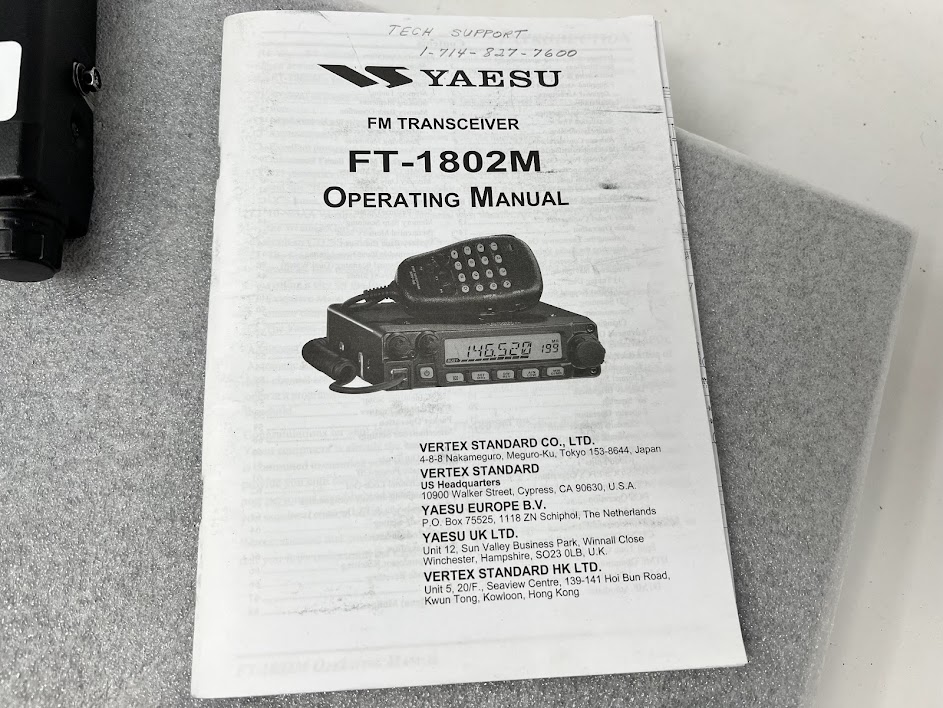 TECH SUPPORT
1-714-827-7600
YAESU
FM TRANSCEIVER
FT-1802M
OPERATING MANUAL
146.520 199
VERTEX STANDARD CO., LTD.
4-8-8 Nakameguro, Meguro-Ku, Tokyo 153-8644, Japan
VERTEX STANDARD
US Headquarters
10900 Walker Street, Cypress, CA 90630, U.S.A.
YAESU EUROPE B.V.
P.O. Box 75525, 1118 ZN Schiphol, The Netherlands
YAESU UK LTD.
Unit 12, Sun Valley Business Park, Winnall Close
Winchester, Hampshire, SO23 0LB, U.K.
VERTEX STANDARD HK LTD.
Unit 5, 20/F., Seaview Centre, 139-141 Hoi Bun Road,
Kwun Tong, Kowloon, Hong Kong